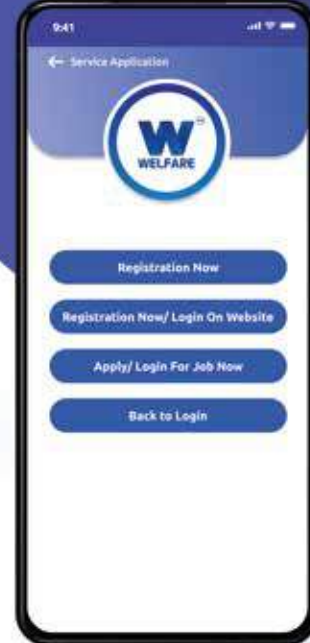 9:41
Service Application
W
WELFARE
Registration Now
Registration Now/ Login On Website
Apply/ Login For Job Now
Back to Login